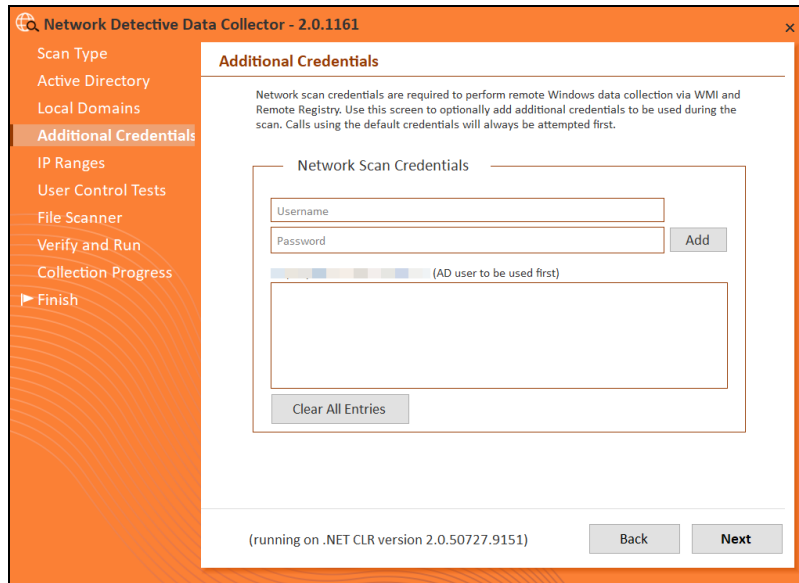 Network Detective Data Collector - 2.0.1161
×
Scan Type
Active Directory
Local Domains
Additional Credentials
IP Ranges
User Control Tests
File Scanner
Verify and Run
Collection Progress
Finish
Additional Credentials
Network scan credentials are required to perform remote Windows data collection via WMI and
Remote Registry. Use this screen to optionally add additional credentials to be used during the
scan. Calls using the default credentials will always be attempted first.
Network Scan Credentials
Username
Password
Add
(AD user to be used first)
Clear All Entries
(running on .NET CLR version 2.0.50727.9151)
Back
Next